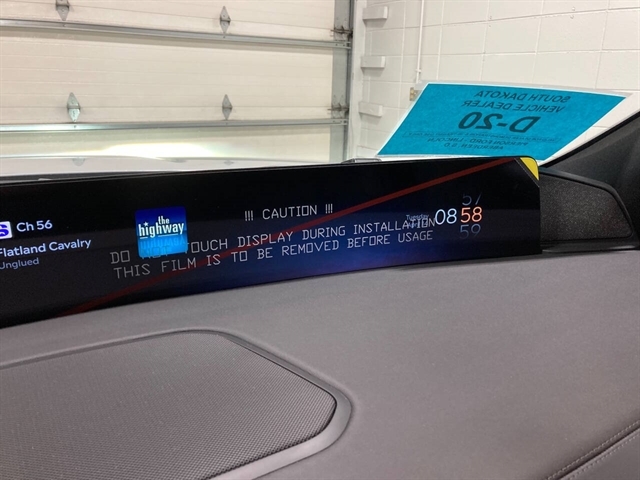 SOUTH DAKOTA
VEHICLE DEALER
D-20
S Ch 56
Flatland Cavalry
Unglued
the
highway
!!! CAUTION !!!
DO NOT TOUCH DISPLAY DURING INSTALLATION
THIS FILM IS TO BE REMOVED BEFORE USAGE
Tuesday
57
08 58
59